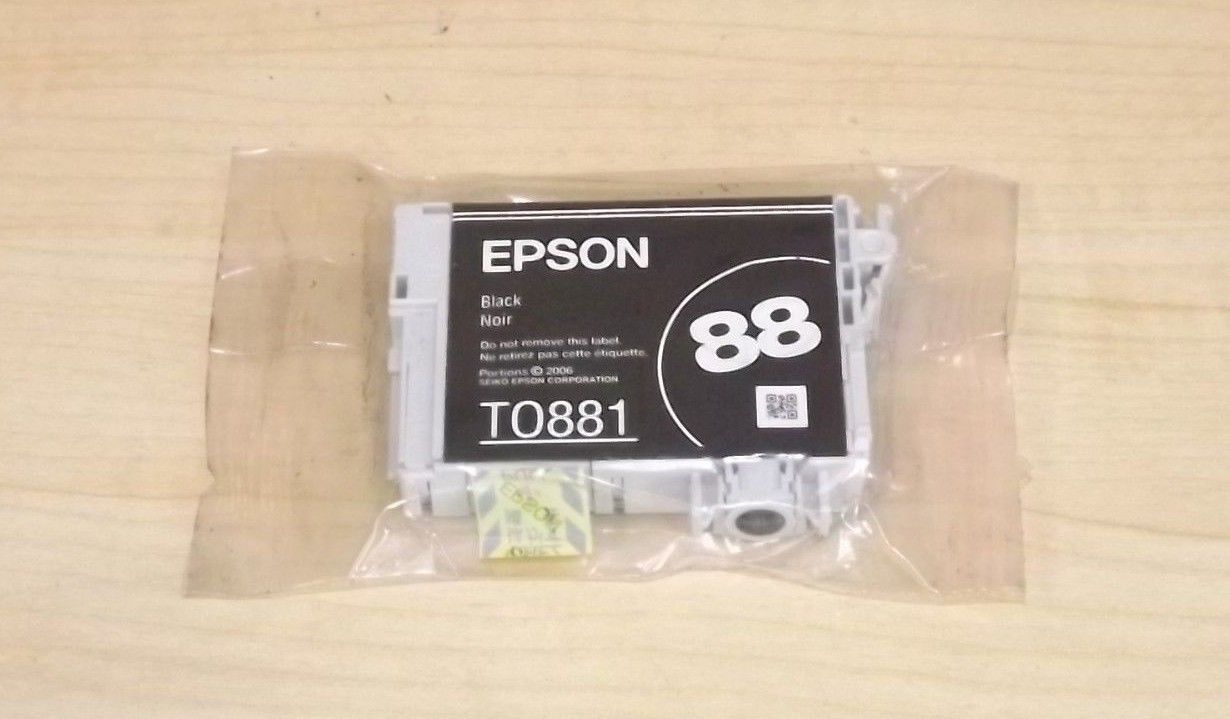 EPSON
Black
Noir
Do not remove this label.
Ne retirez pas cette étiquette.
Portions © 2006
SEIKO EPSON CORPORATION
T0881
88
EPSON